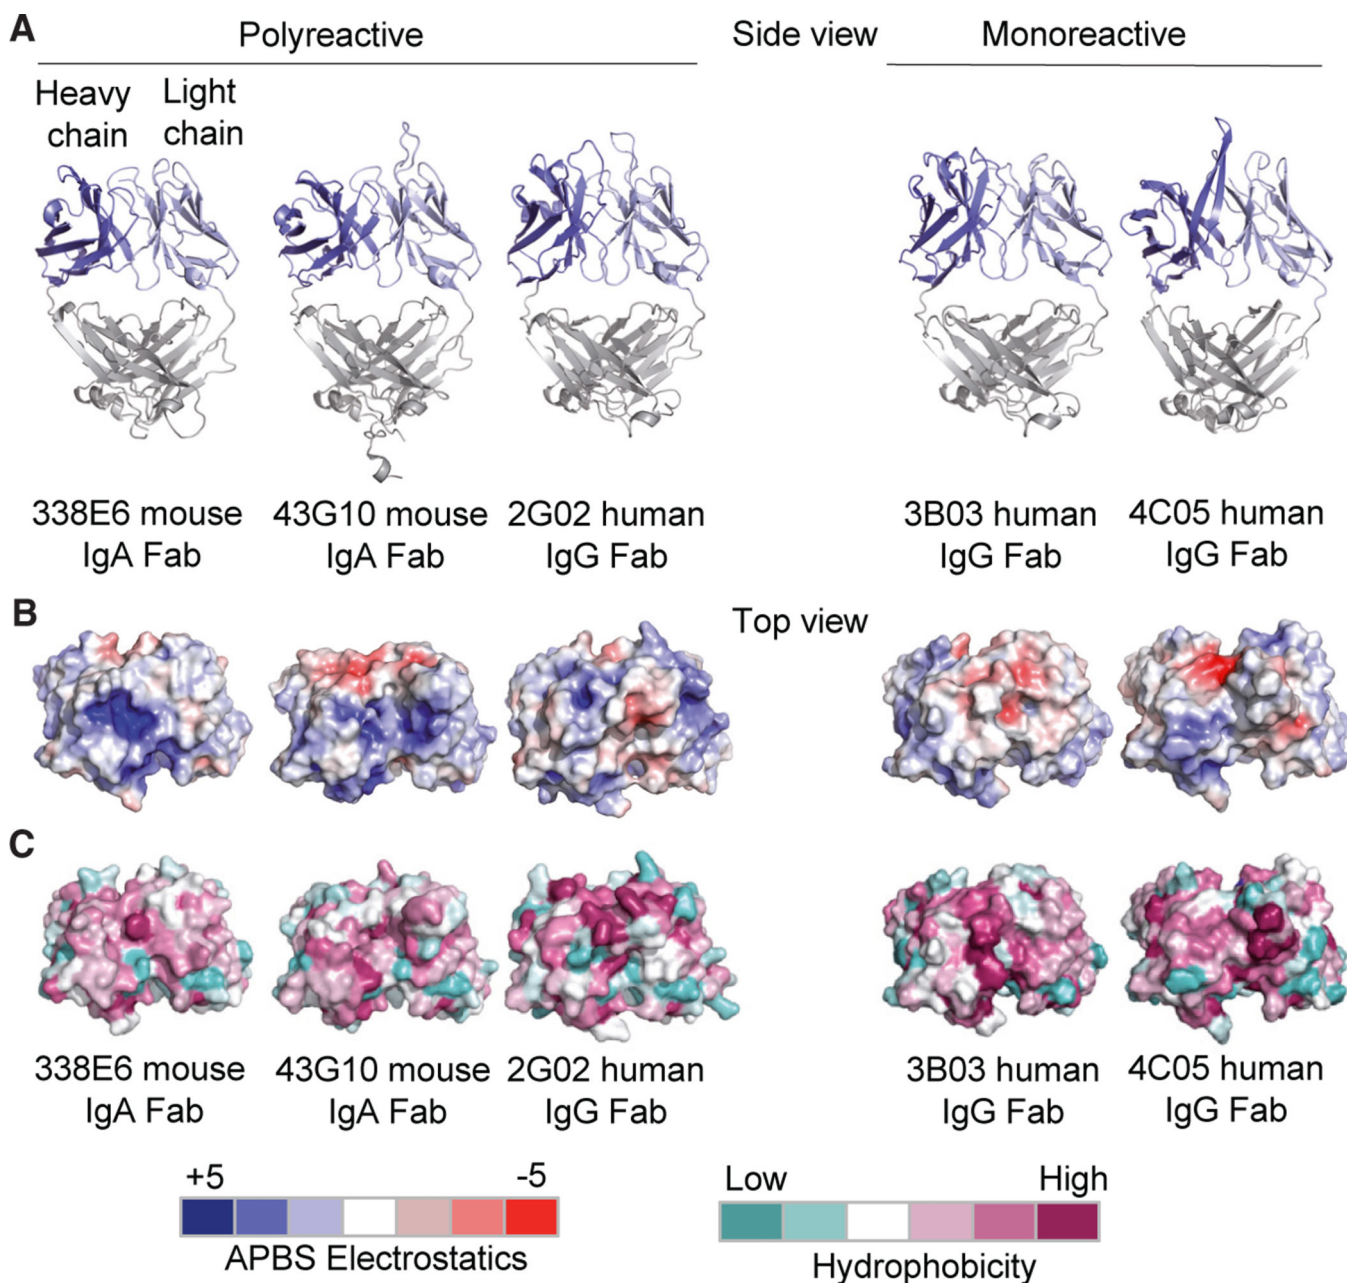 A
Polyreactive
Side view
Monoreactive
Heavy
chain
Light
chain
338E6 mouse
IgA Fab
43G10 mouse
IgA Fab
2G02 human
IgG Fab
3B03 human
IgG Fab
4C05 human
IgG Fab
B
Top view
C
338E6 mouse
IgA Fab
43G10 mouse
IgA Fab
2G02 human
IgG Fab
3B03 human
IgG Fab
4C05 human
IgG Fab
+5
-5
APBS Electrostatics
Low
High
Hydrophobicity